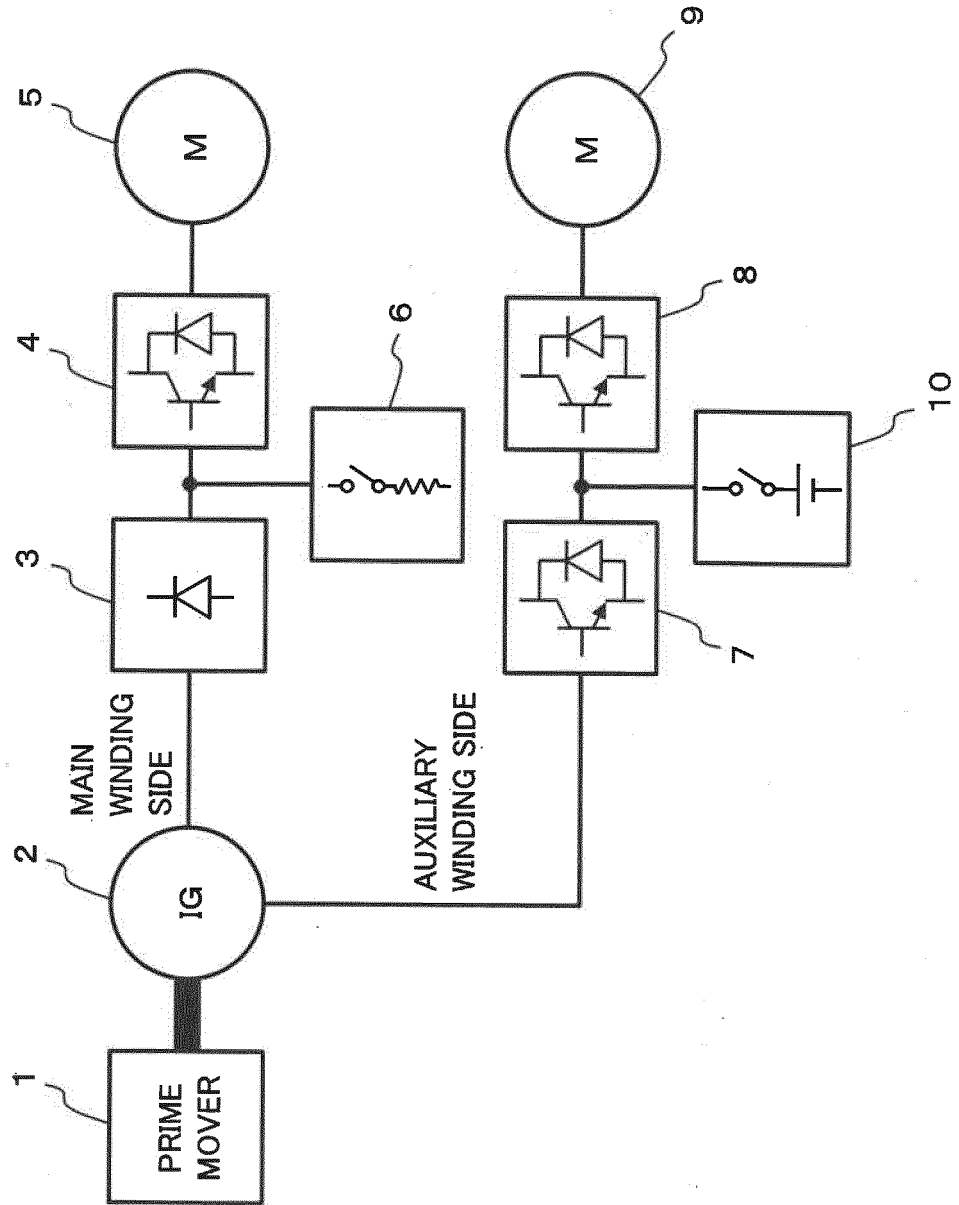 1
PRIME
MOVER
2
IG
MAIN
WINDING
SIDE
3
4
5
M
6
AUXILIARY
WINDING SIDE
7
8
9
M
10